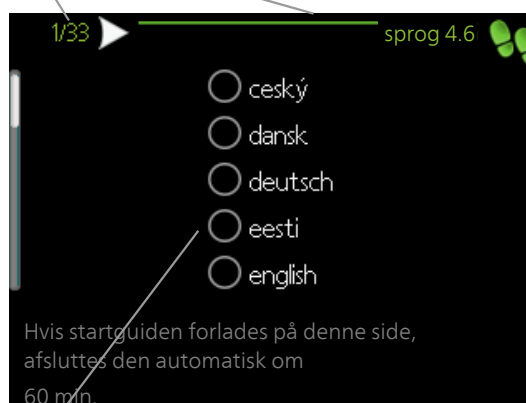 1/33
sprog 4.6
ceský
dansk
deutsch
eesti
english
Hvis startguiden forlades på denne side,
afsluttes den automatisk om
60 min.